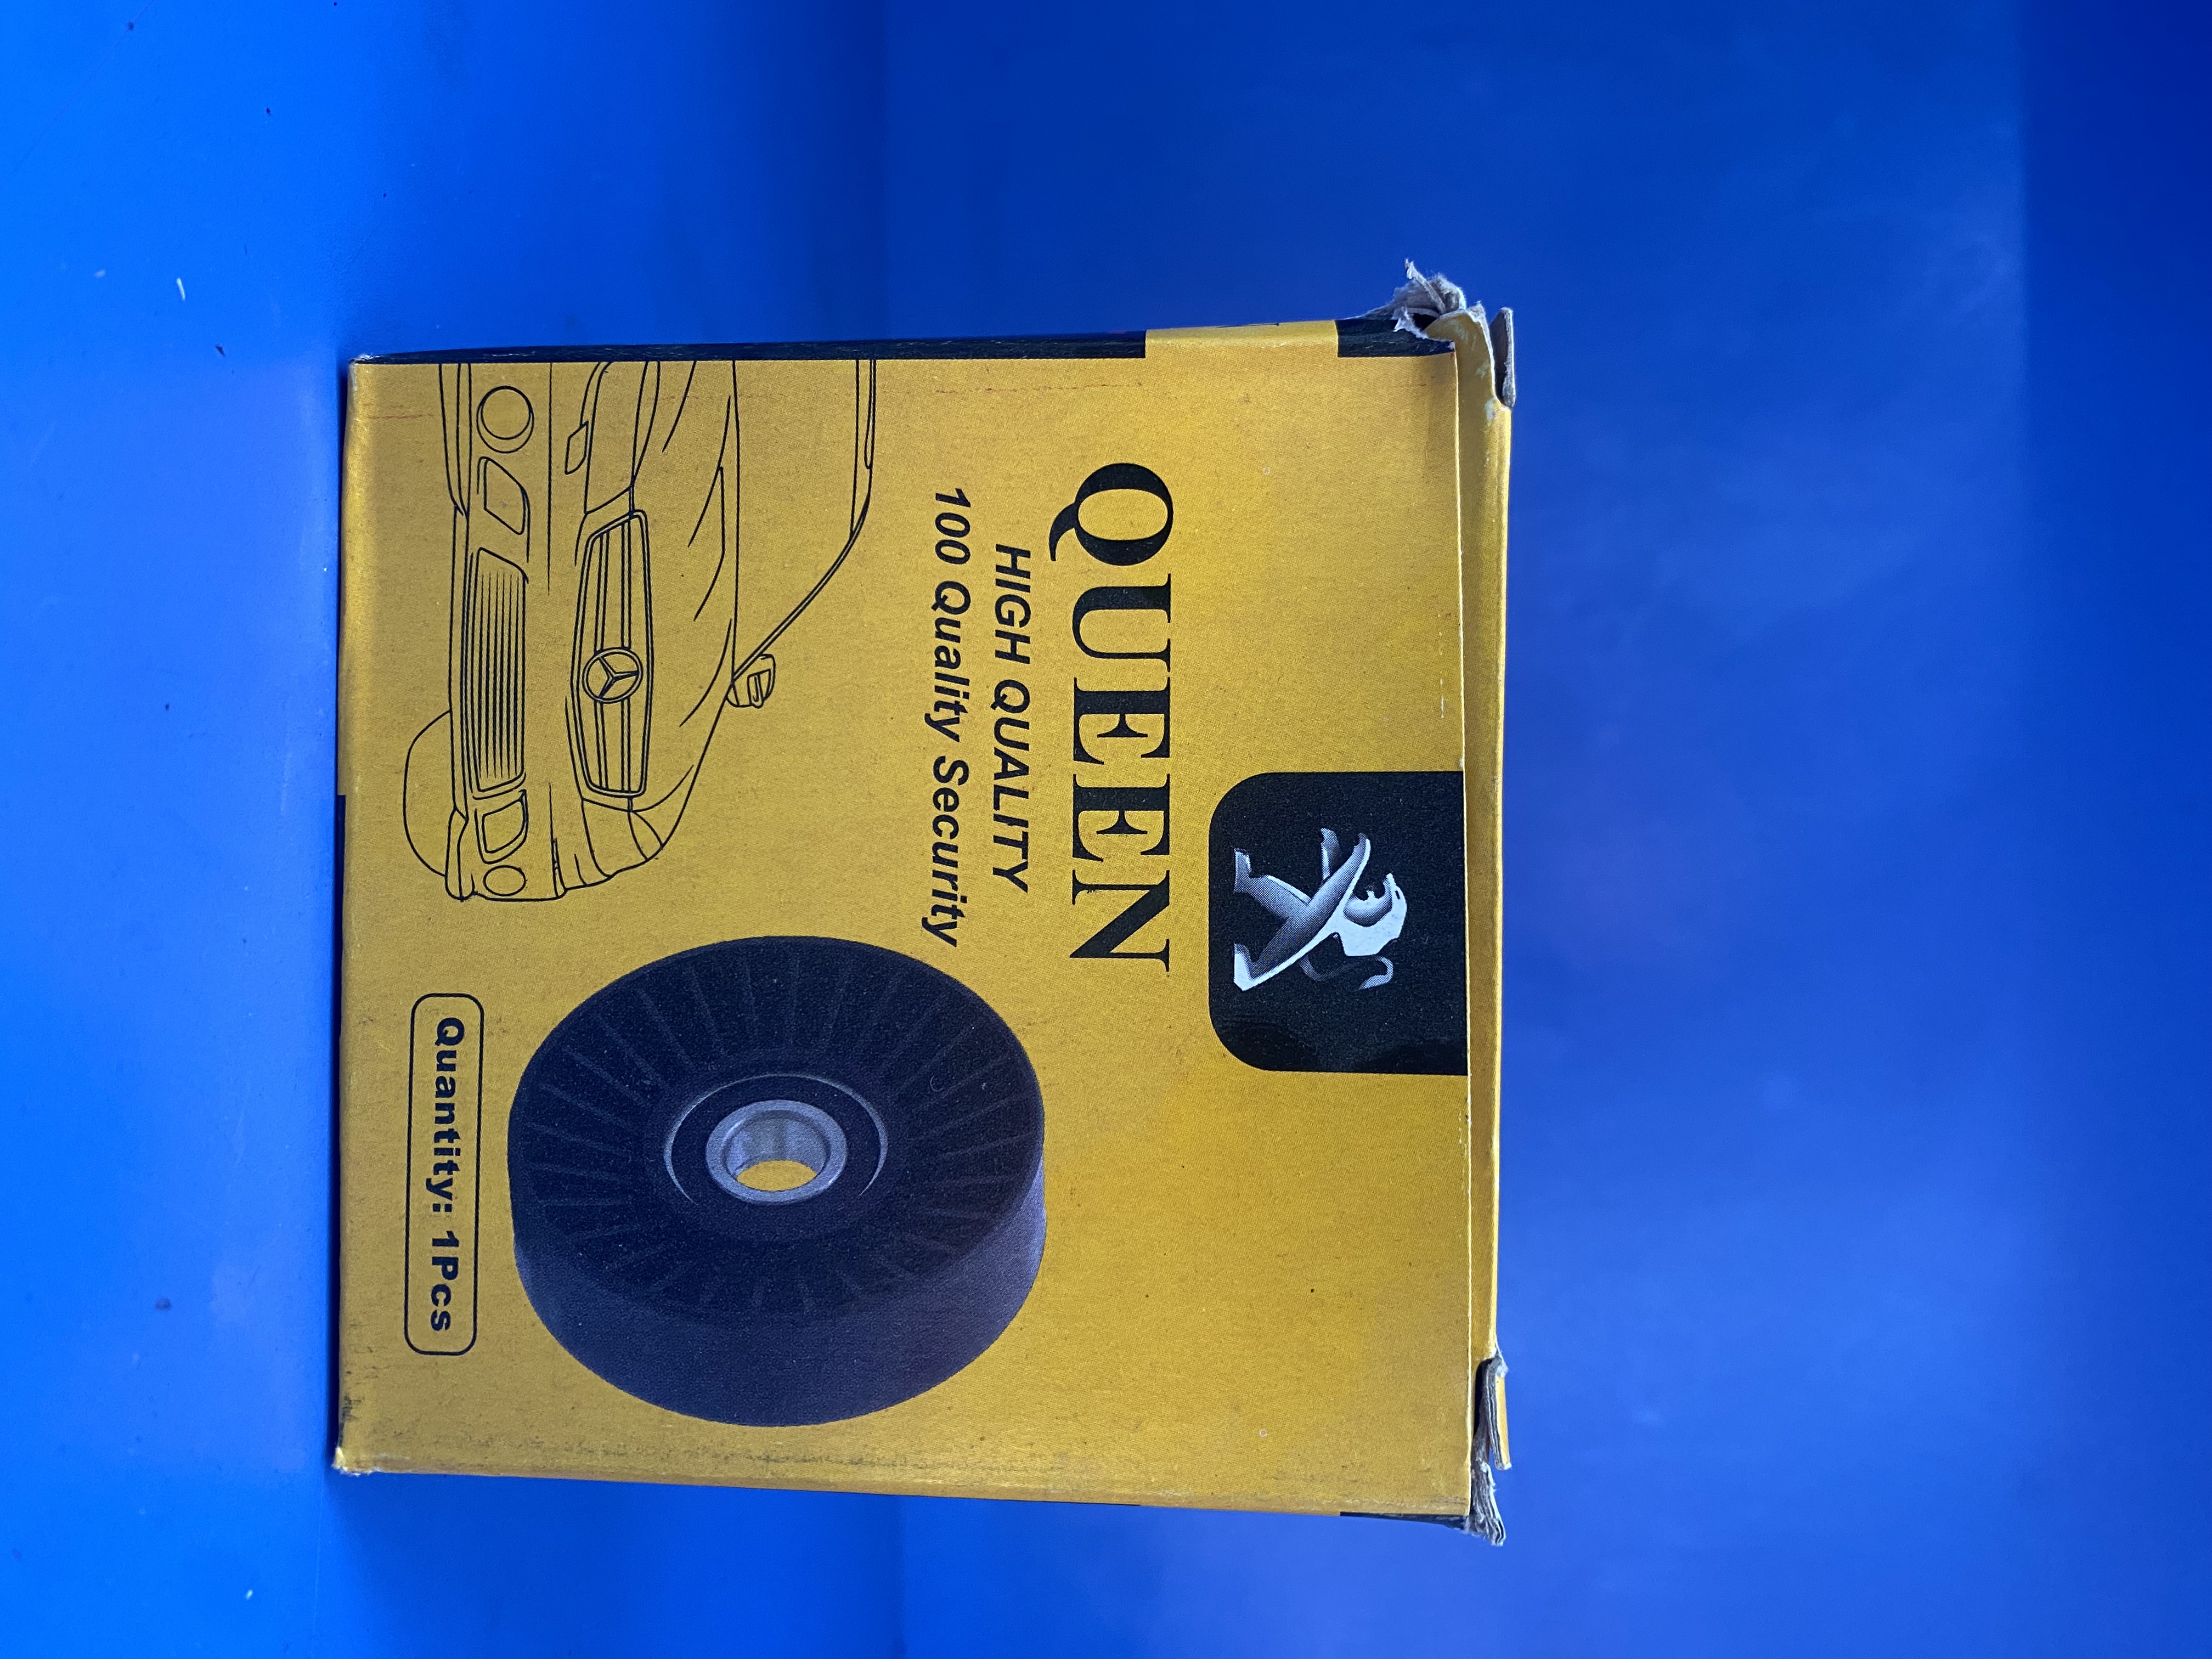 QUEEN
HIGH QUALITY
100 Quality Security
Quantity: 1Pcs